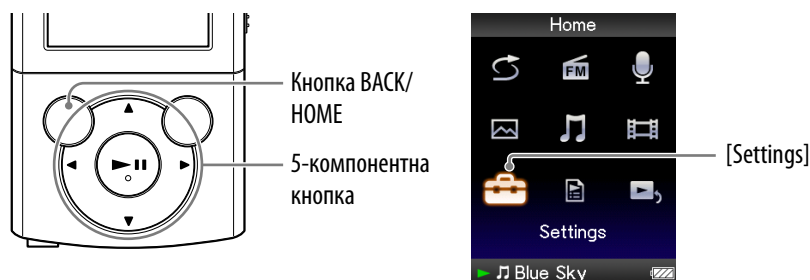 Кнопка BACK/
HOME
5-компонентна
кнопка
Home
FM
Settings
Blue Sky
[Settings]